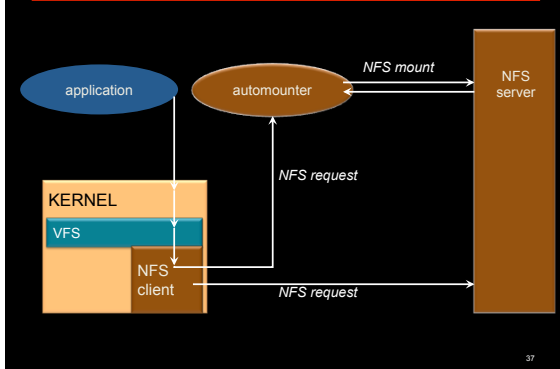 NFS mount
application
automounter
NFS
server
NFS request
KERNEL
VFS
NFS
client
NFS request
37